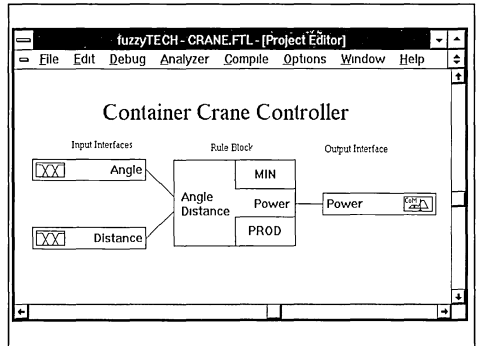 fuzzyTECH - CRANE.FTL - [Project Editor]
File Edit Debug Analyzer Compile Options Window Help
Container Crane Controller
Input Interfaces Rule Block Output Interface
Angle
MIN
Angle
Distance
Power
Power
CoM
Distance
PROD